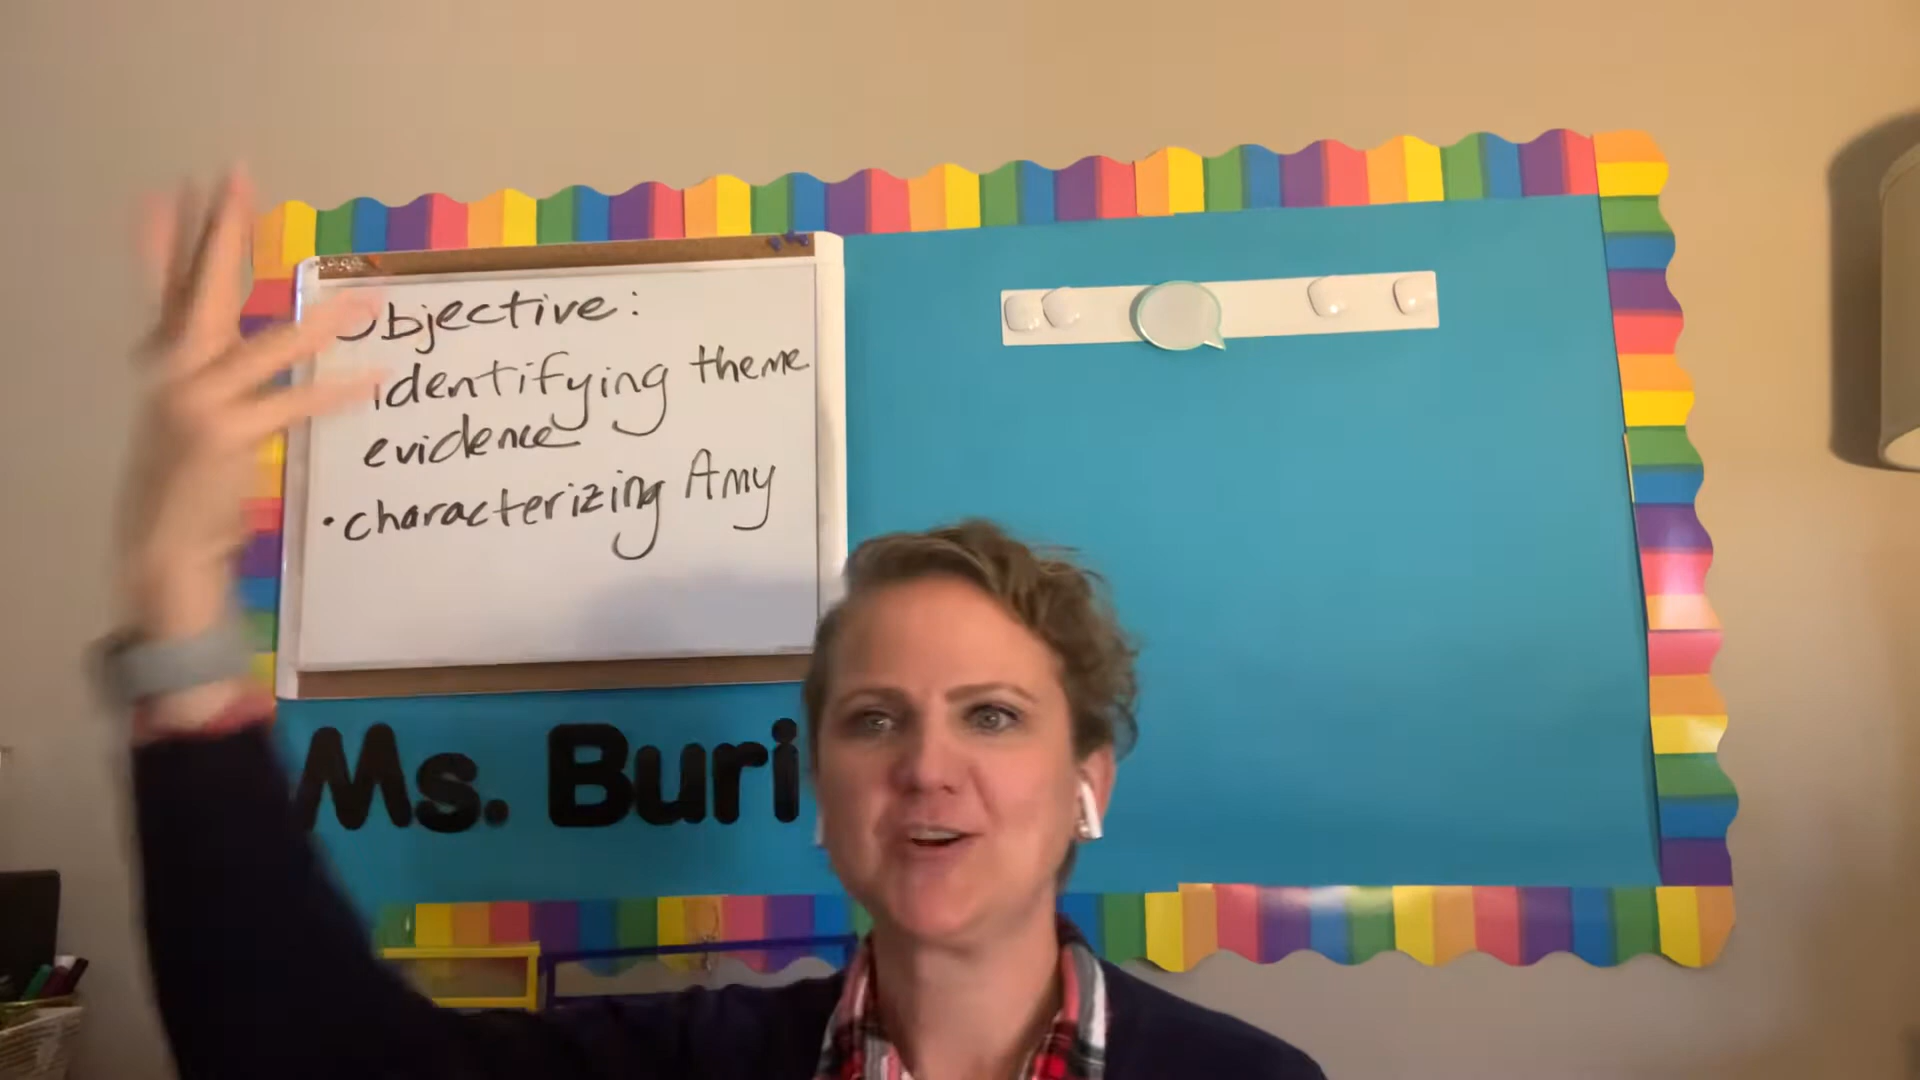 Objective:
identifying theme
evidence
• characterizing Amy
Ms. Buri